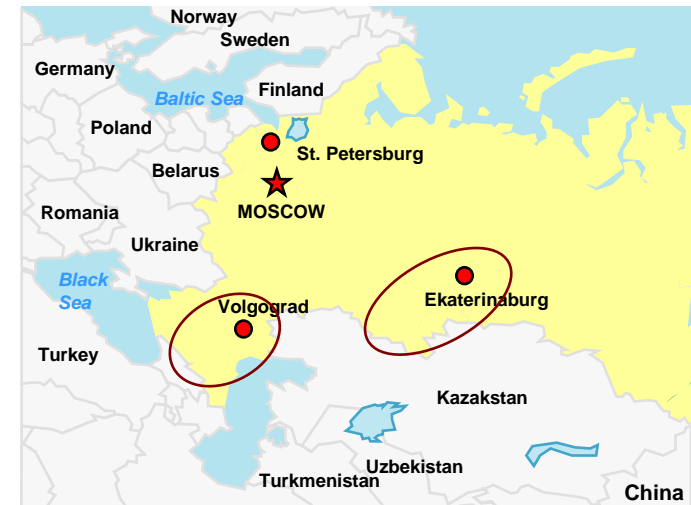 Norway
Sweden
Germany
Finland
Baltic Sea
Poland
St. Petersburg
Belarus
MOSCOW
Romania
Ukraine
Black
Sea
Volgograd
Ekaterinaburg
Turkey
Kazakstan
Uzbekistan
Turkmenistan
China